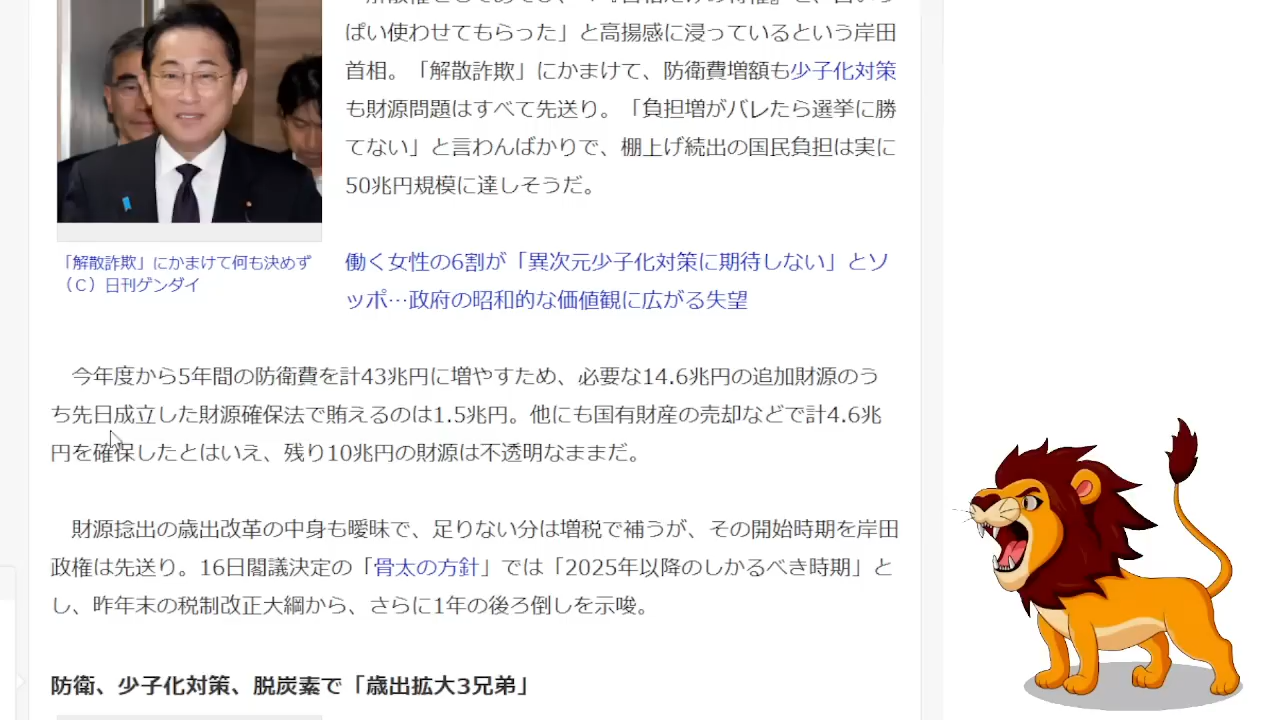 ぱい使わせてもらった」と高揚感に浸っているという岸田
首相。「解散詐欺」にかまけて、防衛費増額も少子化対策
も財源問題はすべて先送り。「負担増がバレたら選挙に勝
てない」と言わんばかりで、棚上げ続出の国民負担は実に
50兆円規模に達しそうだ。
「解散詐欺」にかまけて何も決めず
（C）日刊ゲンダイ
働く女性の6割が「異次元少子化対策に期待しない」とソ
ッポ…政府の昭和的な価値観に広がる失望
今年度から5年間の防衛費を計43兆円に増やすため、必要な14.6兆円の追加財源のう
ち先日成立した財源確保法で賄えるのは1.5兆円。他にも国有財産の売却などで計4.6兆
円を確保したとはいえ、残り10兆円の財源は不透明なままだ。
財源捻出の歳出改革の中身も曖昧で、足りない分は増税で補うが、その開始時期を岸田
政権は先送り。16日閣議決定の「骨太の方針」では「2025年以降のしかるべき時期」と
し、昨年末の税制改正大綱から、さらに1年の後ろ倒しを示唆。
防衛、少子化対策、脱炭素で「歳出拡大3兄弟」